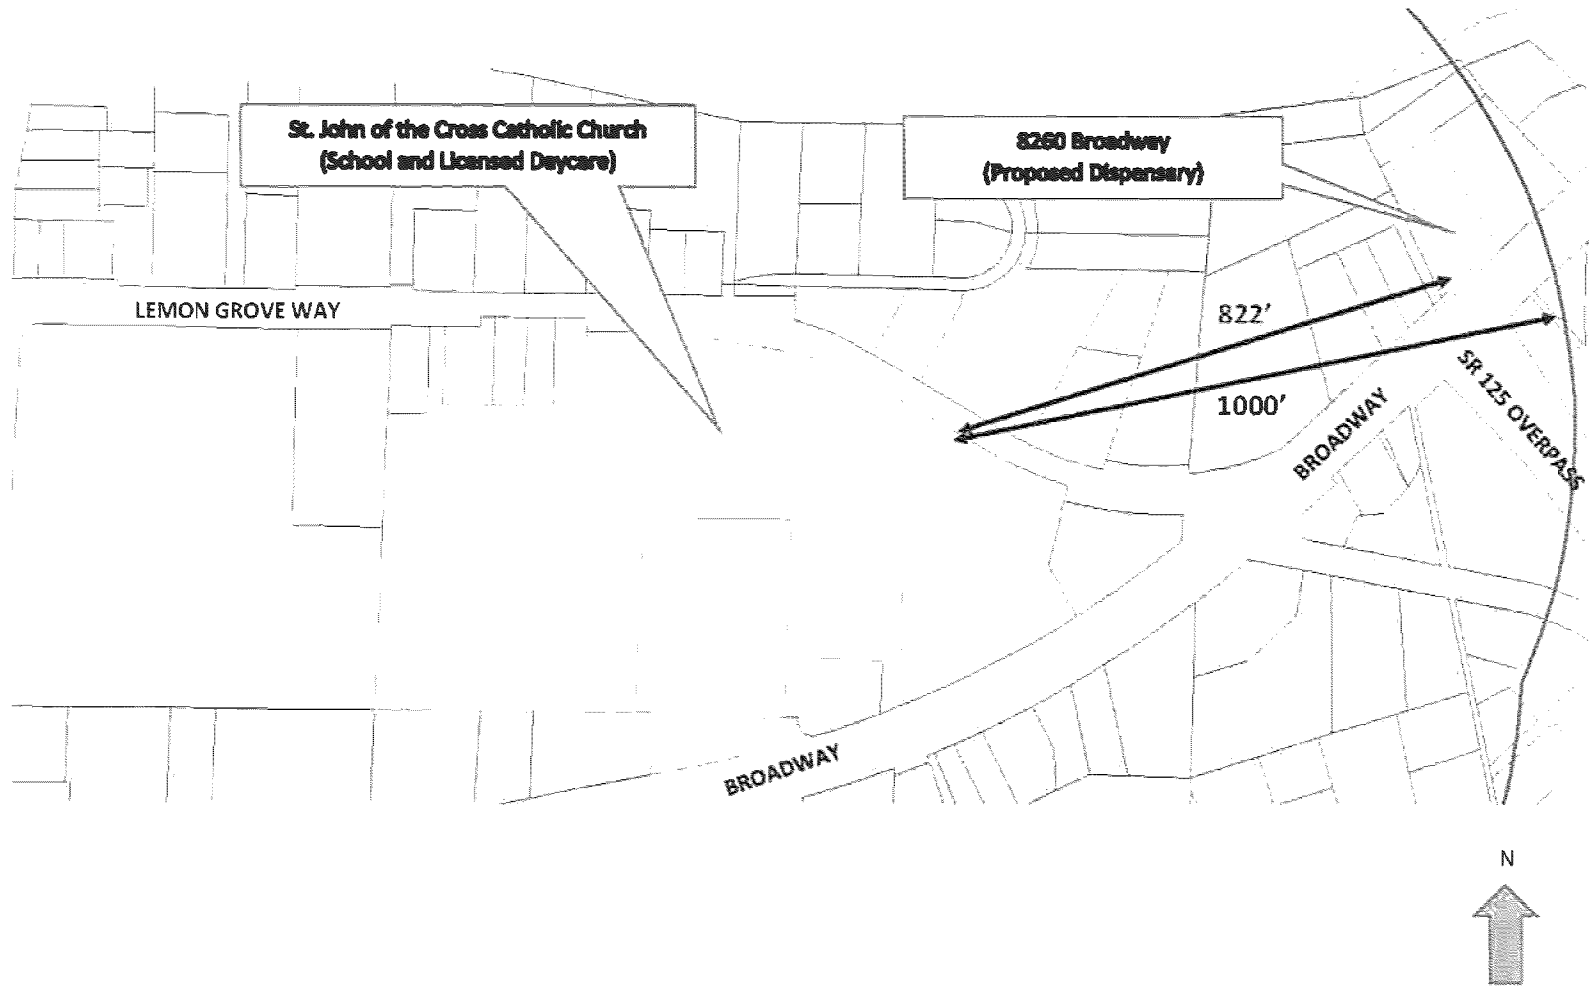 St. John of the Cross Catholic Church
(School and Licensed Daycare)
8260 Broadway
(Proposed Dispensary)
LEMON GROVE WAY
822'
1000'
SR 125 OVERPASS
BROADWAY
BROADWAY
N